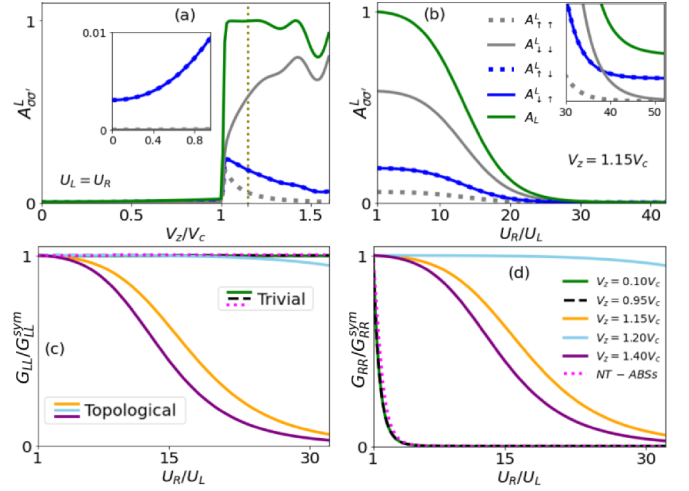 (a)
1
0
A^L_{σσ'}
0.01
0
0 0.4 0.8
U_L = U_R
0 0.5 1 1.5
V_z/V_c
(b)
A^L_{↑↑}
A^L_{↓↓}
A^L_{↑↓}
A^L_{↓↑}
A_L
1
0
A^L_{σσ'}
30 40 50
V_z = 1.15V_c
1 10 20 30 40
U_R/U_L
1
0
G_{LL}/G^{sym}_{LL}
Trivial
(c)
Topological
1 15 30
U_R/U_L
1
0
G_{RR}/G^{sym}_{RR}
(d)
V_z = 0.10V_c
V_z = 0.95V_c
V_z = 1.15V_c
V_z = 1.20V_c
V_z = 1.40V_c
NT − ABSs
1 15 30
U_R/U_L